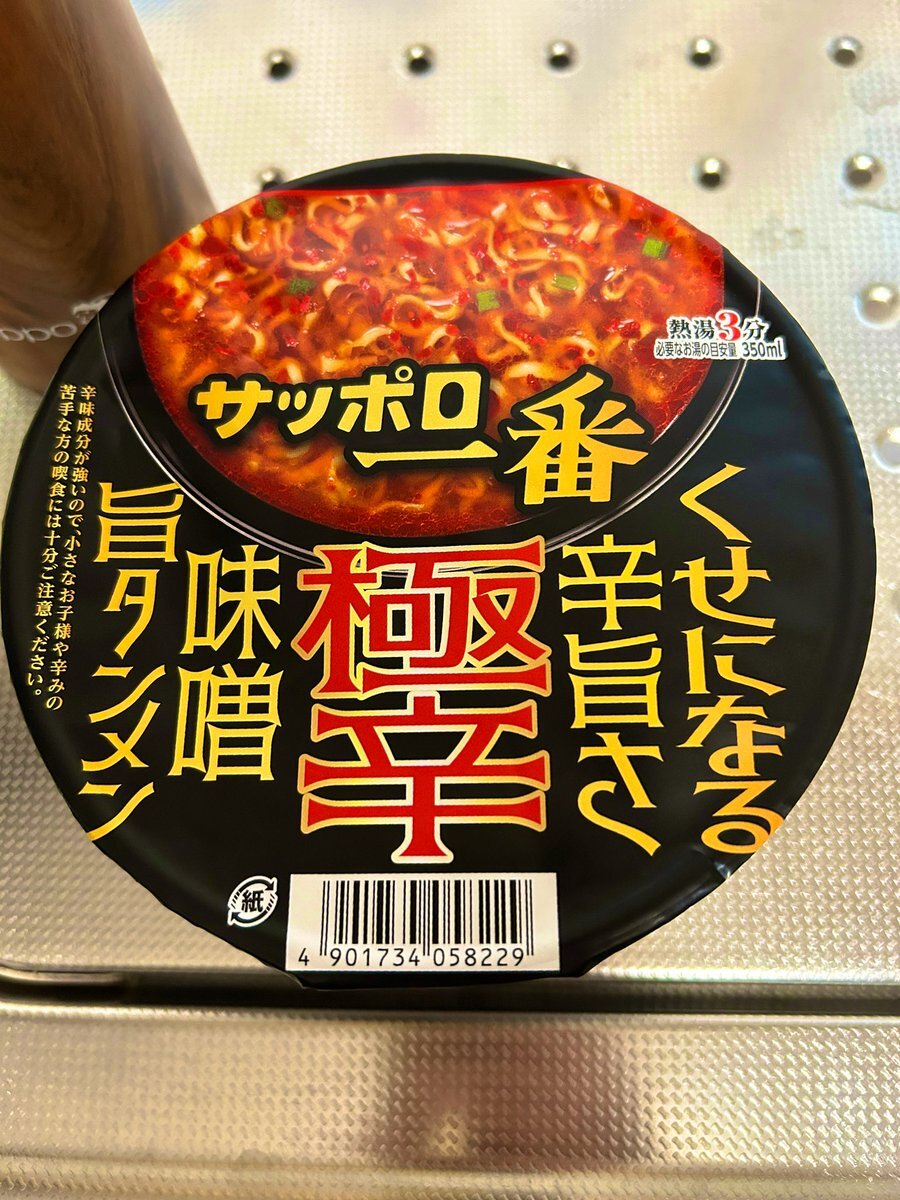 熱湯3分
必要なお湯の目安量 350ml
サッポロ一番
くせになる
辛旨さ
極辛
味噌
旨タンメン
辛味成分が強いので、小さなお子様や辛みの
苦手な方の喫食には十分ご注意ください。
紙
4 901734 058229
ppo